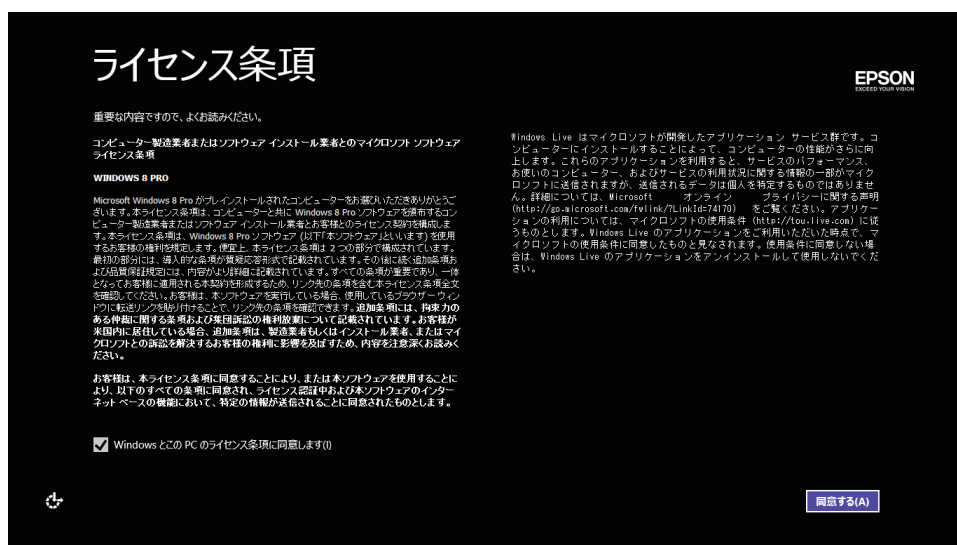 ライセンス条項
EPSON
EXCEED YOUR VISION
重要な内容ですので、よくお読みください。
コンピューター製造業者またはソフトウェア インストール業者とのマイクロソフト ソフトウェア
ライセンス条項
WINDOWS 8 PRO
Microsoft Windows 8 Pro がプレインストールされたコンピューターをお選びいただきありがとうご
ざいます。本ライセンス条項は、コンピューターと共に Windows 8 Pro ソフトウェアを頒布するコン
ピューター製造業者またはソフトウェア インストール業者とお客様とのライセンス契約を構成しま
す。本ライセンス条項は、Windows 8 Pro ソフトウェア (以下「本ソフトウェア」といいます) を使用
するお客様の権利を規定します。便宜上、本ライセンス条項は 2 つの部分で構成されています。
最初の部分には、導入的な条項が質疑応答形式で記載されています。その後に続く追加条項お
よび品質保証規定には、内容がより詳細に記載されています。すべての条項が重要であり、一体
となってお客様に適用される本契約を形成するため、リンク先の条項を含む本ライセンス条項全文
を確認してください。お客様は、本ソフトウェアを実行している場合、使用しているブラウザー ウィン
ドウに転送リンクを貼り付けることで、リンク先の条項を確認できます。追加条項には、拘束力の
ある仲裁に関する条項および集団訴訟の権利放棄について記載されています。お客様が
米国内に居住している場合、追加条項は、製造業者もしくはインストール業者、またはマイ
クロソフトとの訴訟を解決するお客様の権利に影響を及ぼすため、内容を注意深くお読みく
ださい。
お客様は、本ライセンス条項に同意することにより、または本ソフトウェアを使用することに
より、以下のすべての条項に同意され、ライセンス認証中および本ソフトウェアのインター
ネット ベースの機能において、特定の情報が送信されることに同意されたものとします。
Windows Live はマイクロソフトが開発したアプリケーション サービス群です。コ
ンピューターにインストールすることによって、コンピューターの性能がさらに向
上します。これらのアプリケーションを利用すると、サービスのパフォーマンス、
お使いのコンピューター、およびサービスの利用状況に関する情報の一部がマイク
ロソフトに送信されますが、送信されるデータは個人を特定するものではありませ
ん。詳細については、Microsoft オンライン プライバシーに関する声明
(http://go.microsoft.com/fwlink/?LinkId=74170) をご覧ください。アプリケー
ションの利用については、マイクロソフトの使用条件 (http://tou.live.com) に従
うものとします。Windows Live のアプリケーションをご利用いただいた時点で、マ
イクロソフトの使用条件に同意したものと見なされます。使用条件に同意しない場
合は、Windows Live のアプリケーションをアンインストールして使用しないでくだ
さい。
Windows とこの PC のライセンス条項に同意します(I)
同意する(A)